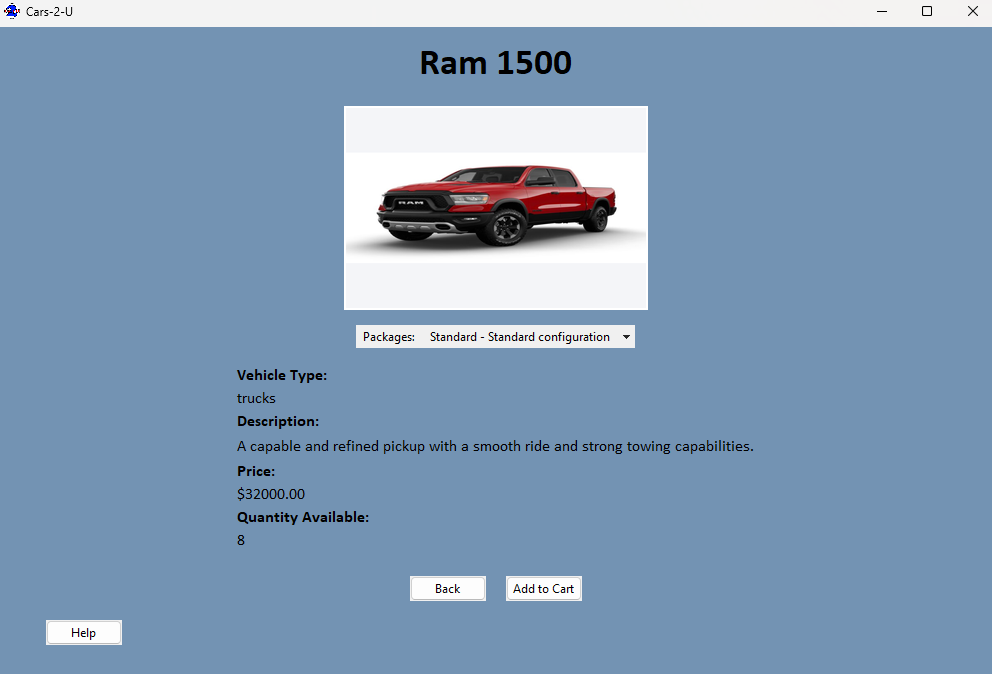 Cars-2-U
Ram 1500
RAM
Packages: Standard - Standard configuration
Vehicle Type:
trucks
Description:
A capable and refined pickup with a smooth ride and strong towing capabilities.
Price:
$32000.00
Quantity Available:
8
Back Add to Cart
Help